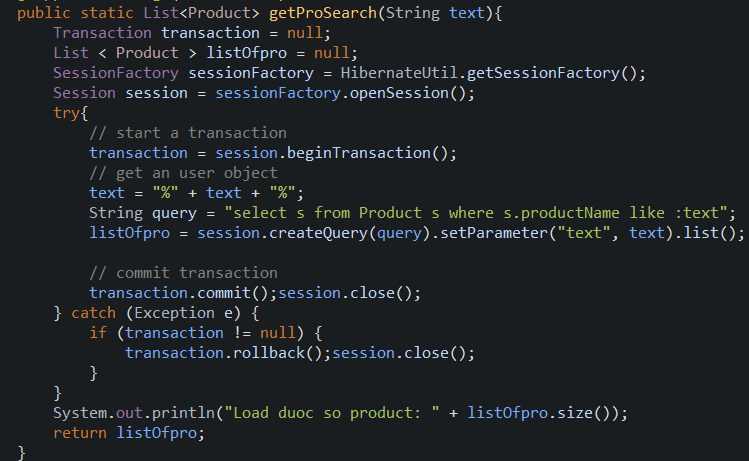 public static List<Product> getProSearch(String text){
    Transaction transaction = null;
    List < Product > listOfpro = null;
    SessionFactory sessionFactory = HibernateUtil.getSessionFactory();
    Session session = sessionFactory.openSession();
    try{
        // start a transaction
        transaction = session.beginTransaction();
        // get an user object
        text = "%" + text + "%";
        String query = "select s from Product s where s.productName like :text";
        listOfpro = session.createQuery(query).setParameter("text", text).list();

        // commit transaction
        transaction.commit();session.close();
    } catch (Exception e) {
        if (transaction != null) {
            transaction.rollback();session.close();
        }
    }
    System.out.println("Load duoc so product: " + listOfpro.size());
    return listOfpro;
}